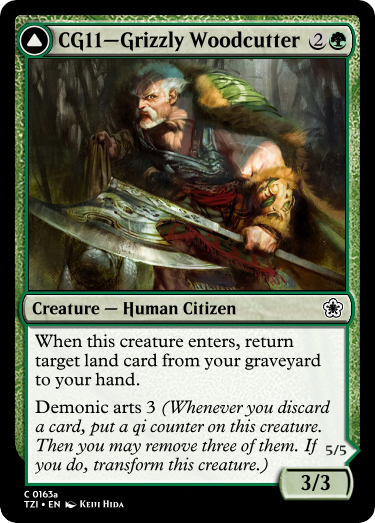 CG11–Grizzly Woodcutter 2
Creature — Human Citizen
When this creature enters, return
target land card from your graveyard
to your hand.
Demonic arts 3 (Whenever you discard
a card, put a qi counter on this creature.
Then you may remove three of them. If
you do, transform this creature.)
5/5
3/3
C 0163a
TZI • EN Keiji Hida